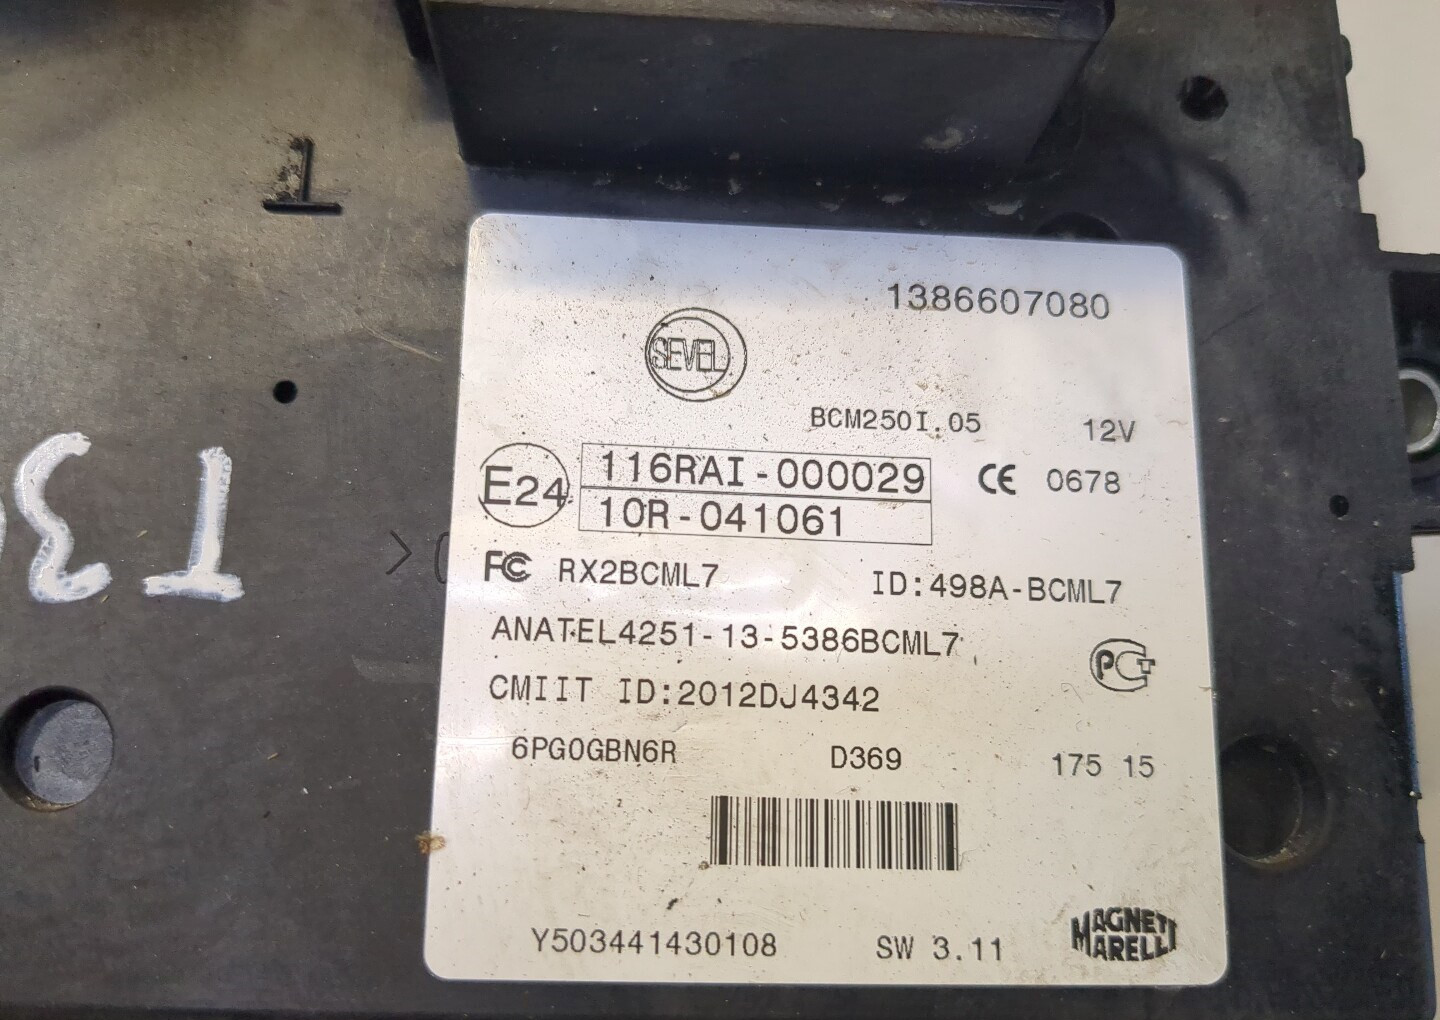 1386607080
SEVEL
BCM250I.05 12V
E24 116RAI-000029 CE 0678
10R-041061
FC RX2BCML7 ID:498A-BCML7
ANATEL4251-13-5386BCML7
CMIIT ID:2012DJ4342
6PG0GBN6R D369 175 15
Y503441430108 SW 3.11
MAGNETI
MARELLI